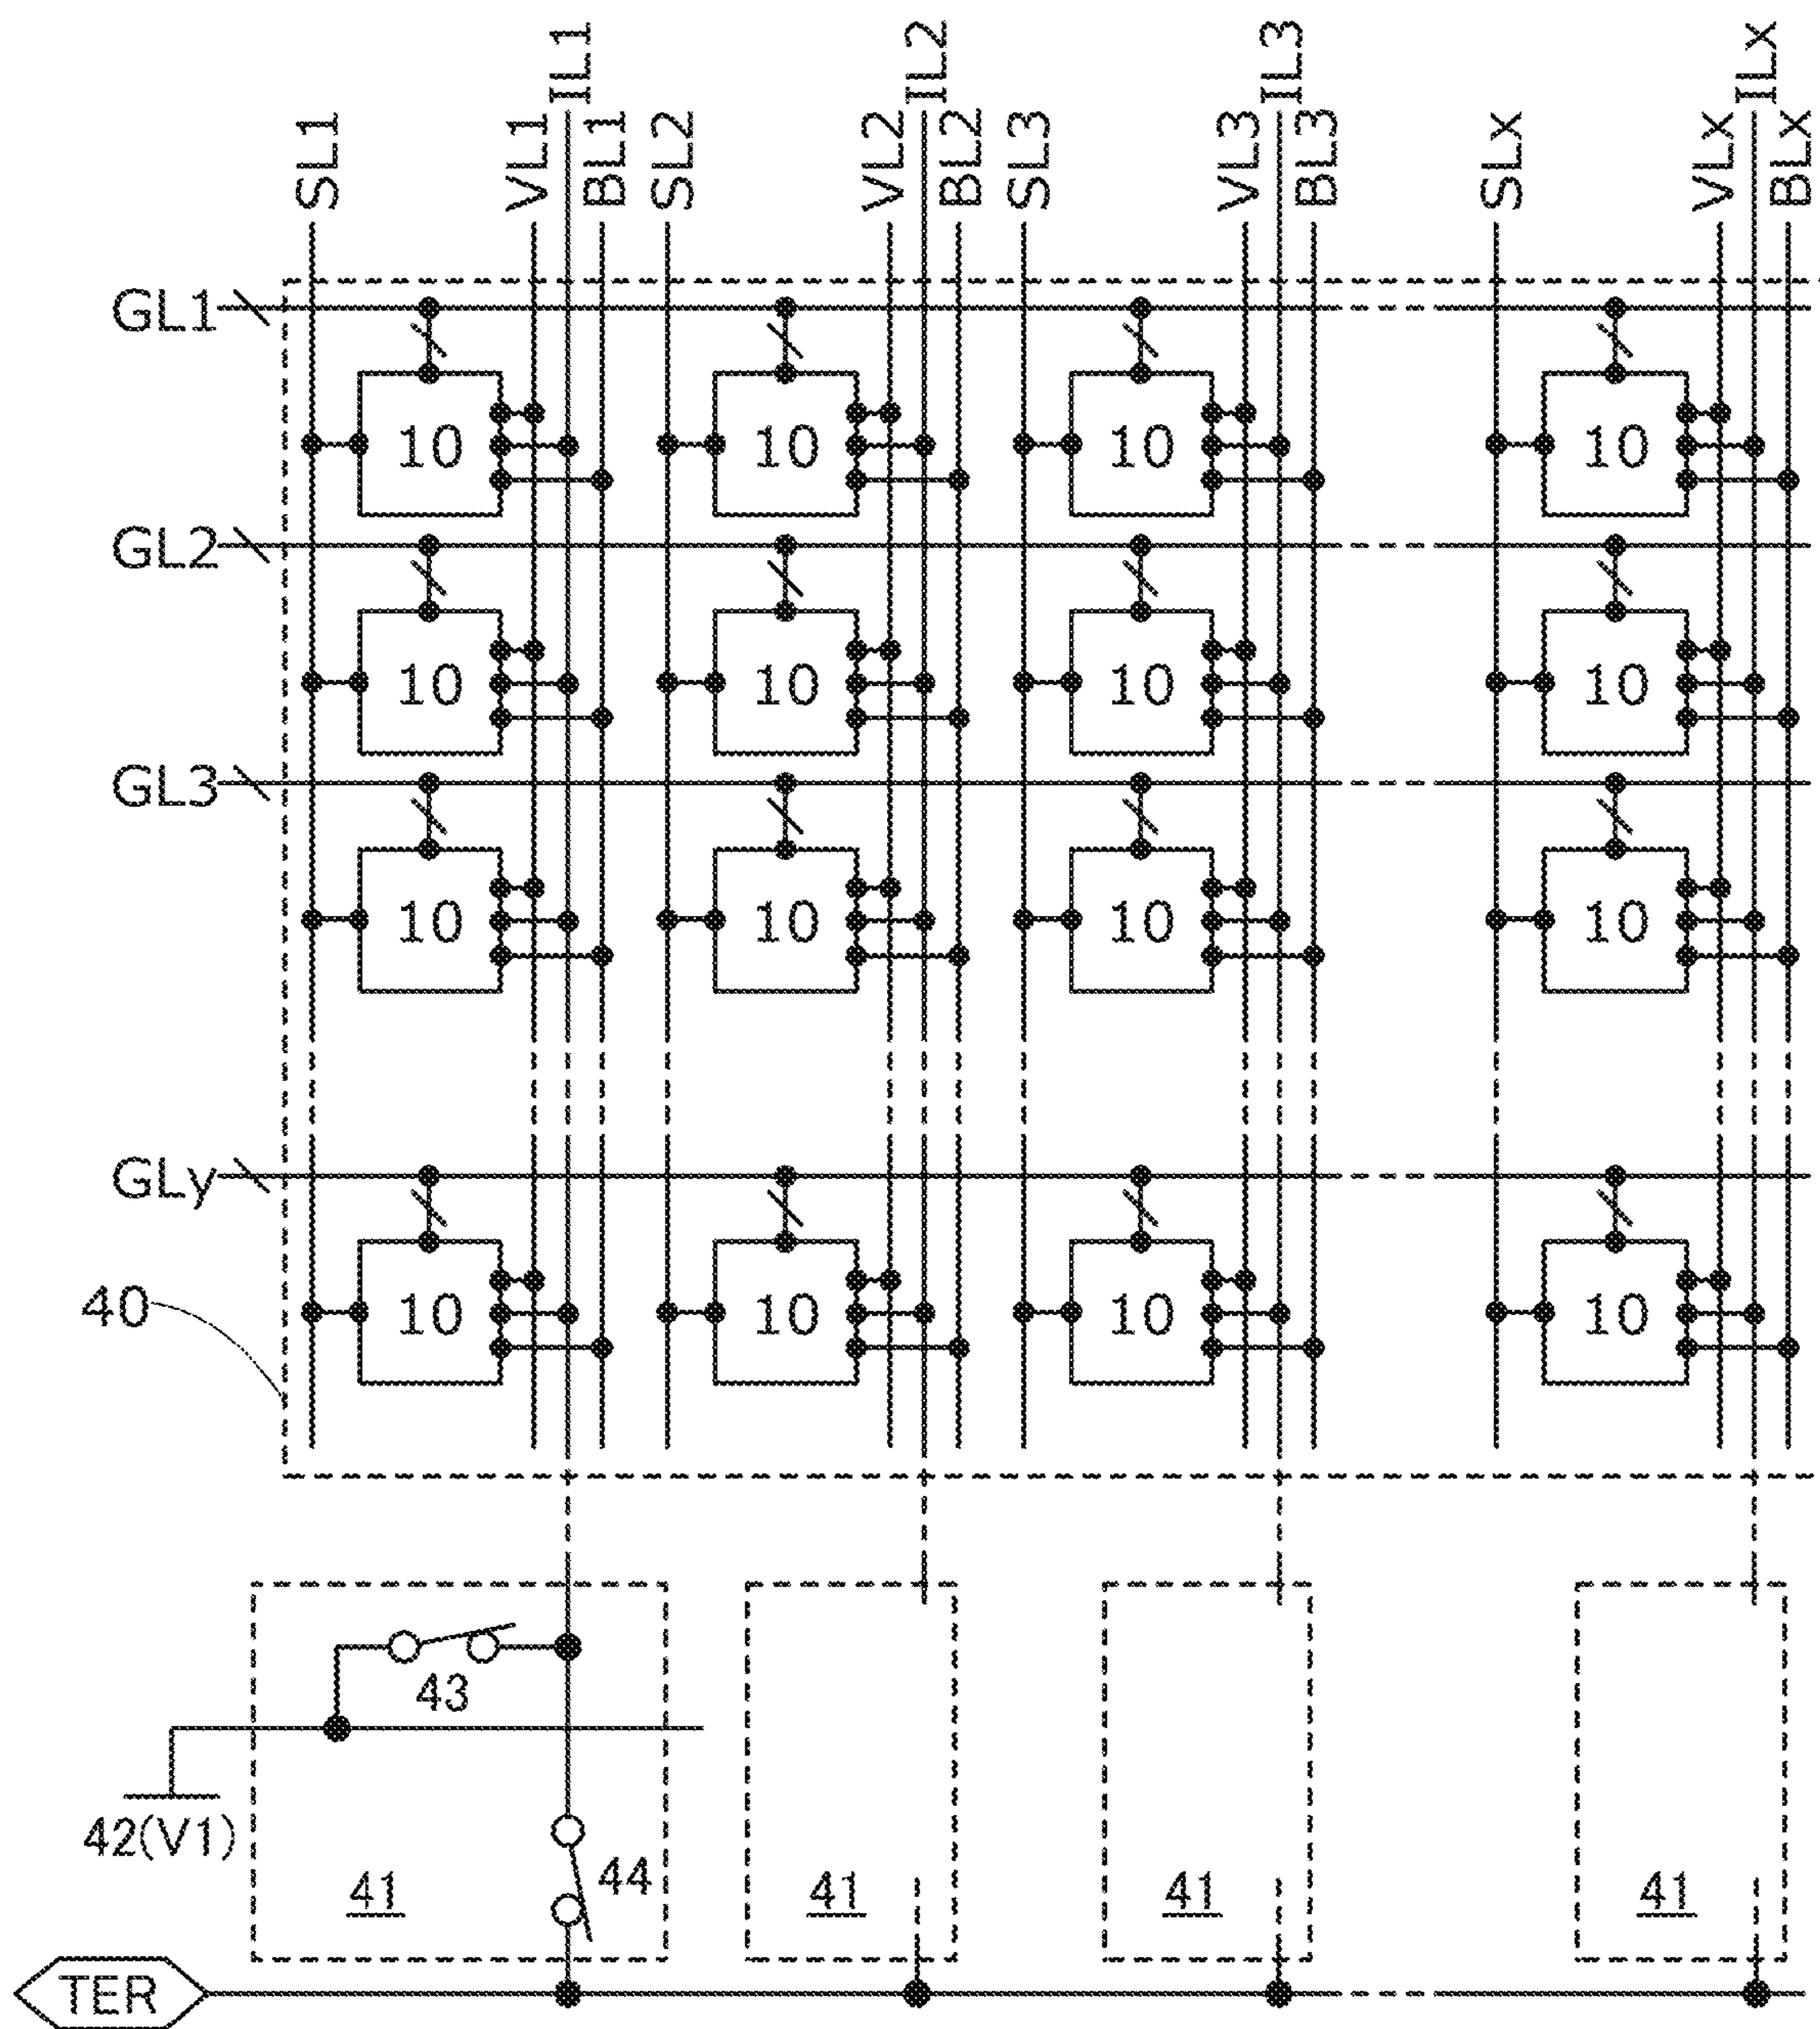 IL1 IL2 IL3 ILx
SL1 VL1 BL1 SL2 VL2 BL2 SL3 VL3 BL3 SLx VLx BLx
GL1
10 10 10 10
GL2
10 10 10 10
GL3
10 10 10 10
GLy
10 10 10 10
40
43
42(V1)
44
41 41 41 41
TER